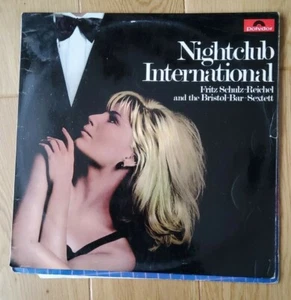 Polydor
Nightclub
International
Fritz Schulz-Reichel
and the Bristol-Bar-Sextett